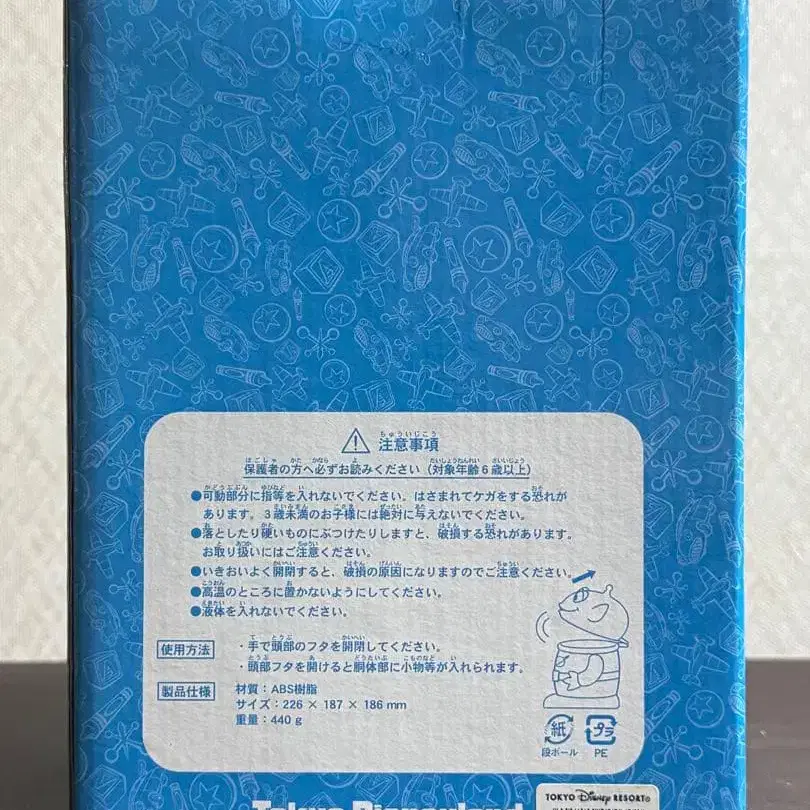 ⚠ 注意事項
保護者の方へ必ずお読みください(対象年齢6歳以上)
●可動部分に指等を入れないでください。はさまれてケガをする恐れが
あります。3歳未満のお子様には絶対に与えないでください。
●落としたり硬いものにぶつけたりしますと、破損する恐れがあります。
お取り扱いにはご注意ください。
●いきおいよく開閉すると、破損の原因になりますのでご注意ください。
●高温のところに置かないようにしてください。
●液体を入れないでください。
使用方法
・手で頭部のフタを開閉してください。
・頭部フタを開けると胴体部に小物等が入れられます。
製品仕様
材質:ABS樹脂
サイズ:226 × 187 × 186 mm
重量:440g
紙
段ボール
プラ
PE
Tokyo Disneyland
TOKYO Disney RESORT®